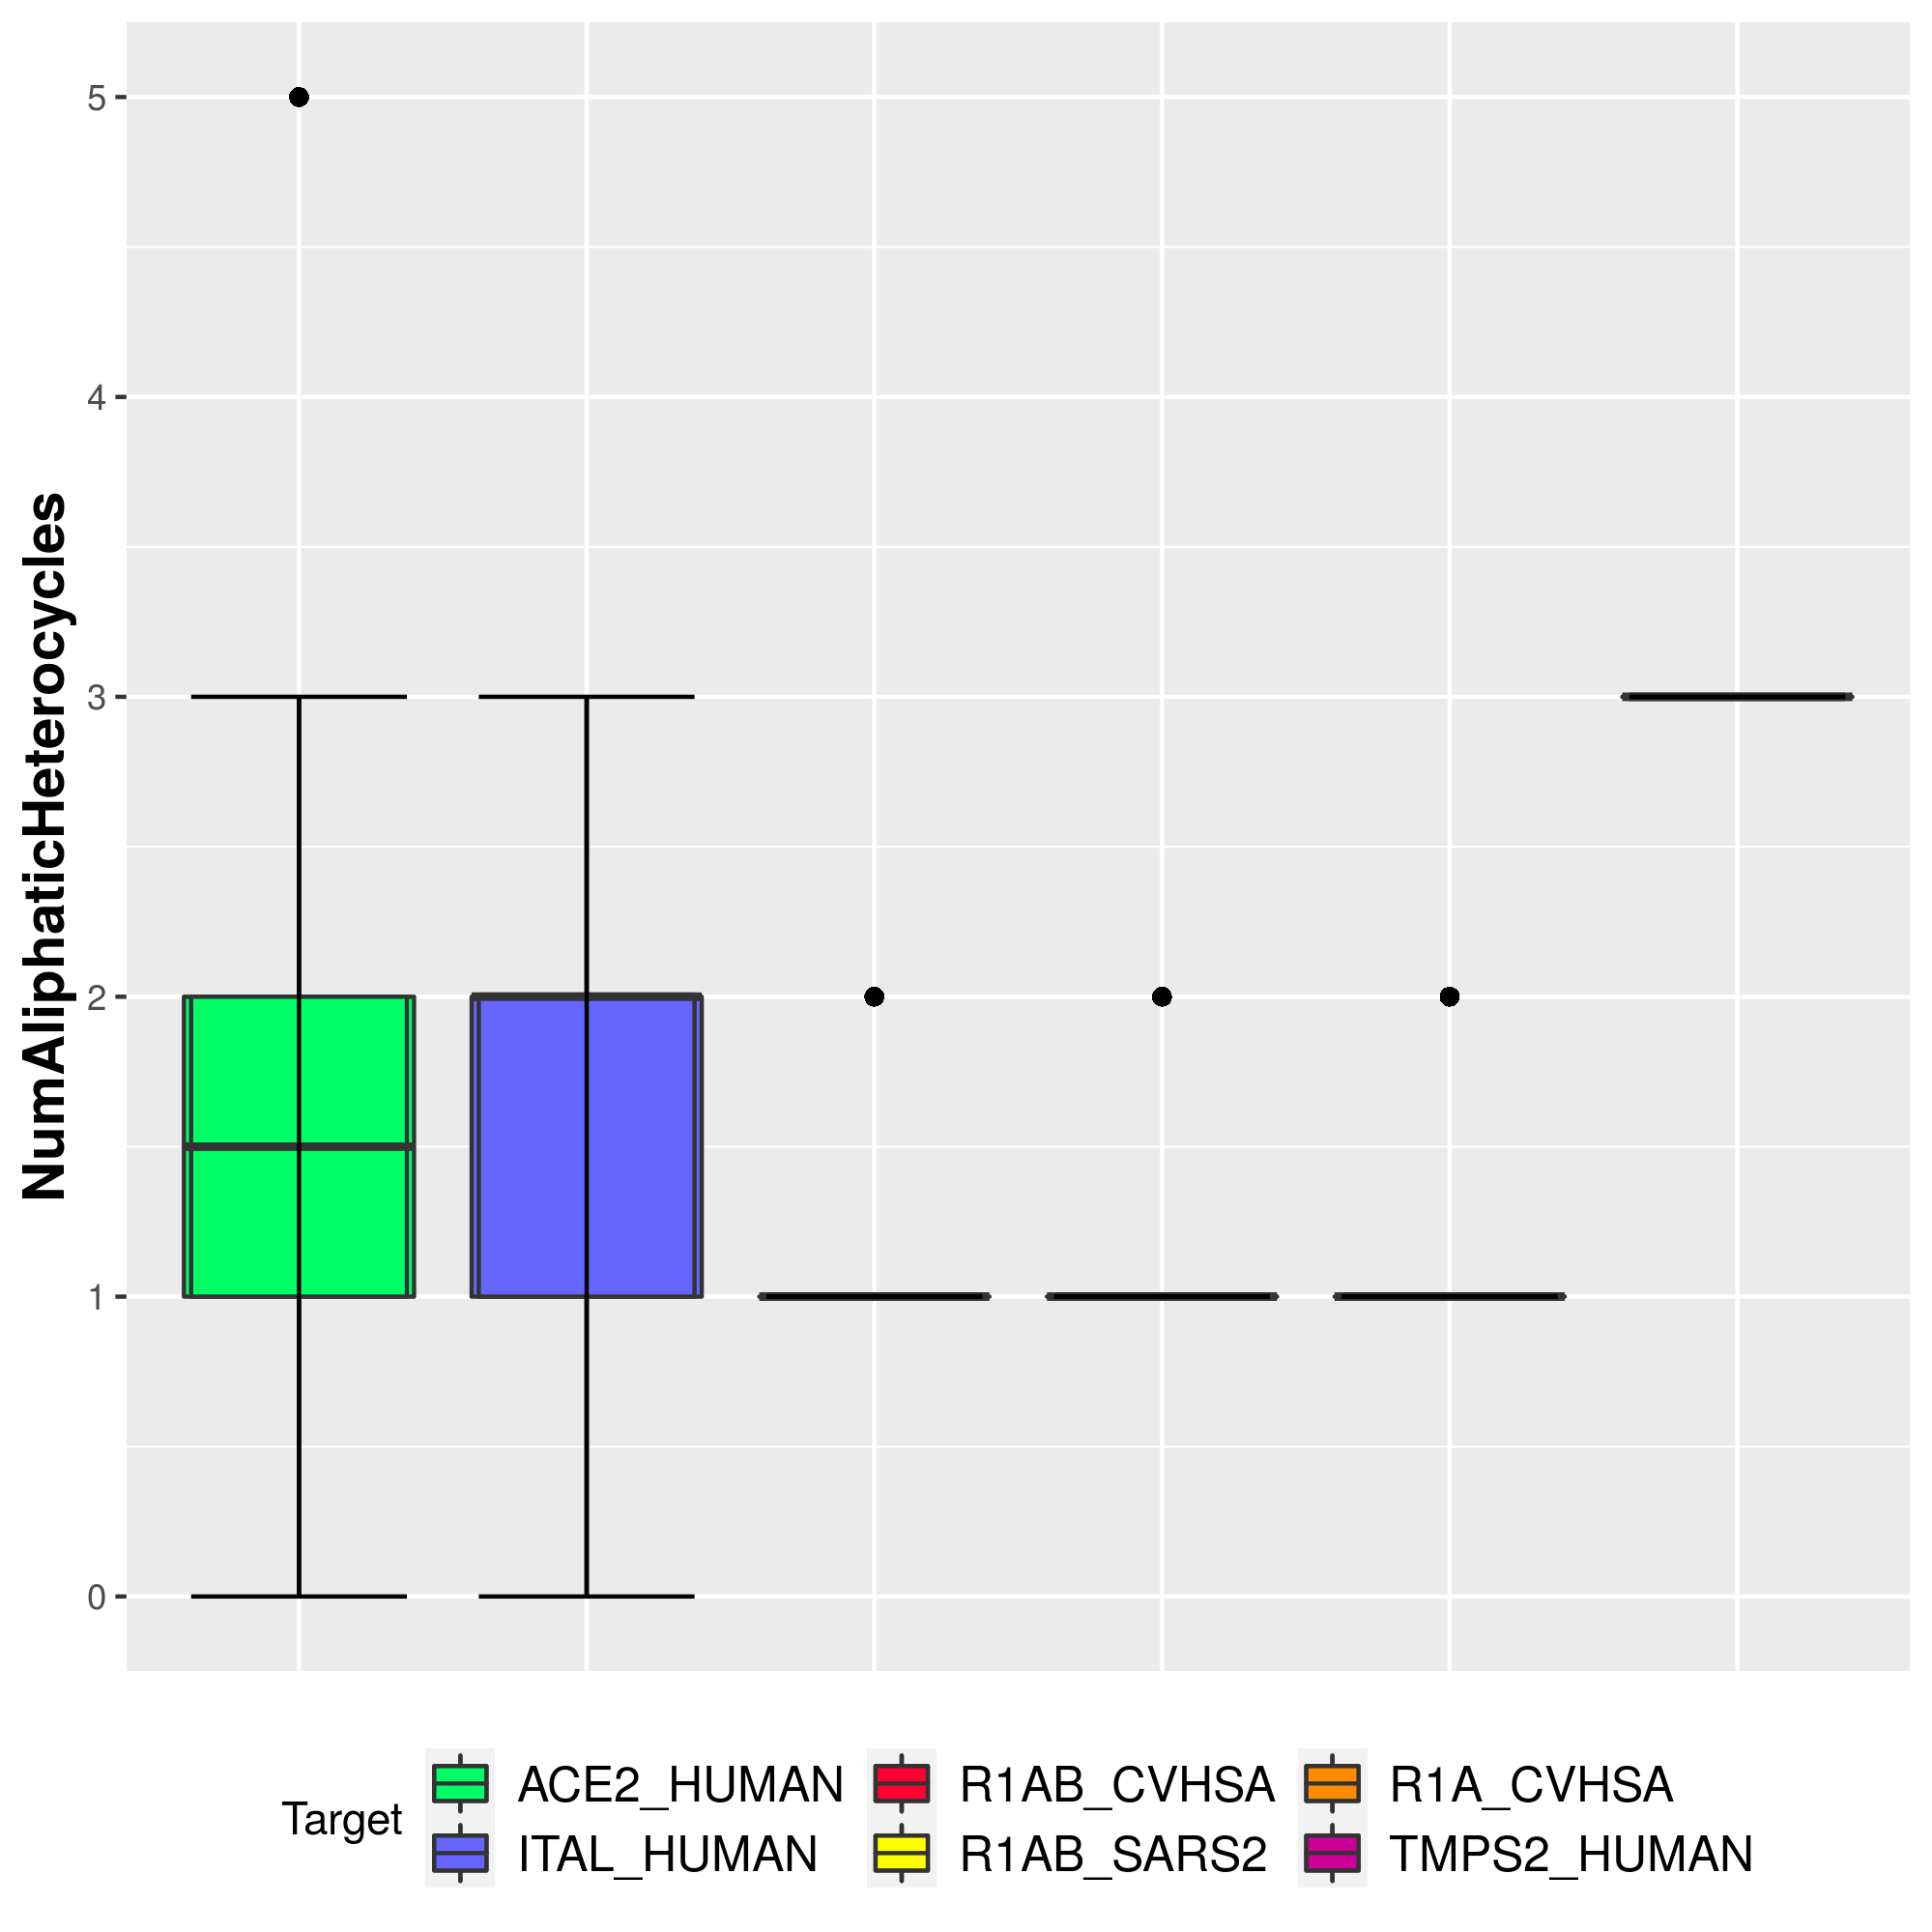 NumAliphaticHeterocycles
5
4
3
2
1
0
Target
ACE2_HUMAN
R1AB_CVHSA
R1A_CVHSA
ITAL_HUMAN
R1AB_SARS2
TMPS2_HUMAN